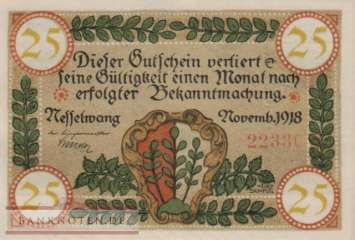 25 25
Dieser Gutschein verliert
seine Gültigkeit einen Monat nach
erfolgter Bekanntmachung.
Nesselwang Novemb. 1918
25 25
BANKNOTEN.DE